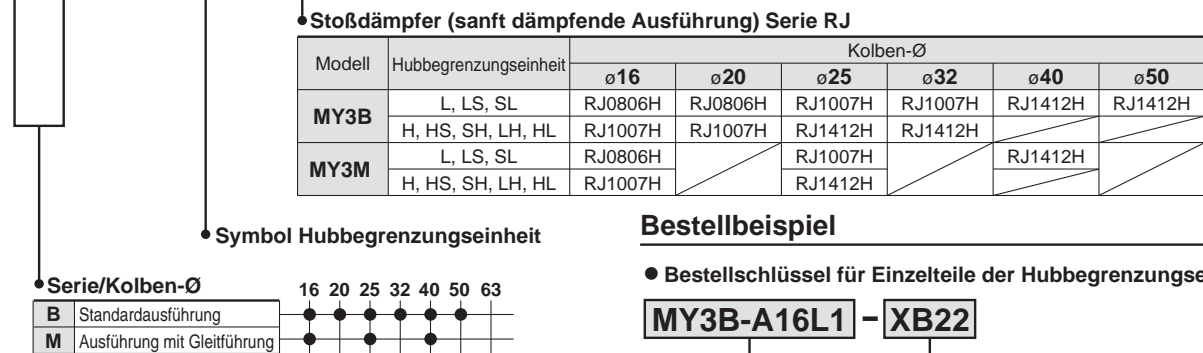 Stoßdämpfer (sanft dämpfende Ausführung) Serie RJ
Modell Hubbegrenzungseinheit Kolben-Ø
ø16 ø20 ø25 ø32 ø40 ø50
MY3B L, LS, SL RJ0806H RJ0806H RJ1007H RJ1007H RJ1412H RJ1412H
H, HS, SH, LH, HL RJ1007H RJ1007H RJ1412H RJ1412H
MY3M L, LS, SL RJ0806H RJ1007H RJ1412H
H, HS, SH, LH, HL RJ1007H RJ1412H
Symbol Hubbegrenzungseinheit
Bestellbeispiel
Serie/Kolben-Ø 16 20 25 32 40 50 63
B Standardausführung
M Ausführung mit Gleitführung
● Bestellschlüssel für Einzelteile der Hubbegrenzungse
MY3B-A16L1 – XB22